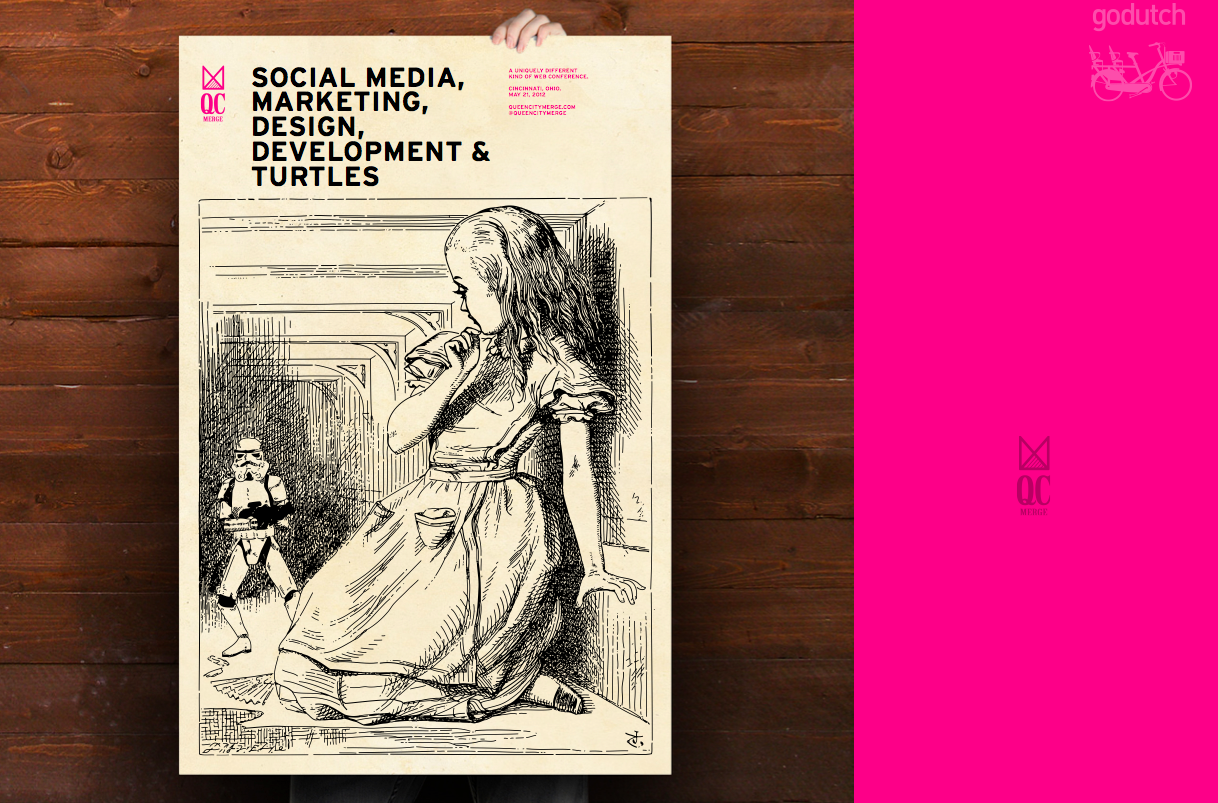 QC
MERGE
SOCIAL MEDIA,
MARKETING,
DESIGN,
DEVELOPMENT &
TURTLES
A UNIQUELY DIFFERENT
KIND OF WEB CONFERENCE.
CINCINNATI, OHIO.
MAY 21, 2012
QUEENCITYMERGE.COM
@QUEENCITYMERGE
godutch
QC
MERGE